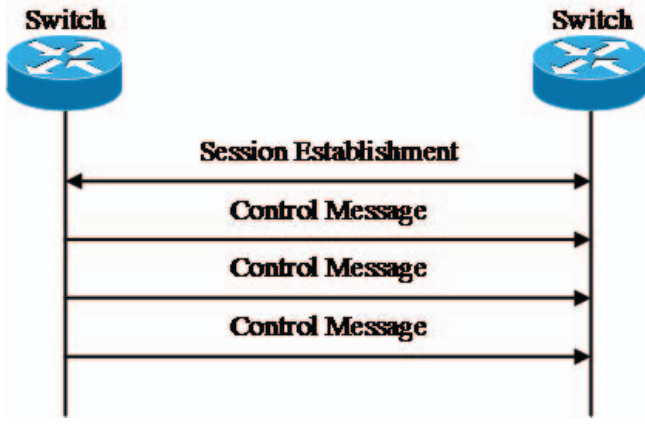 Switch Switch
Session Establishment
Control Message
Control Message
Control Message